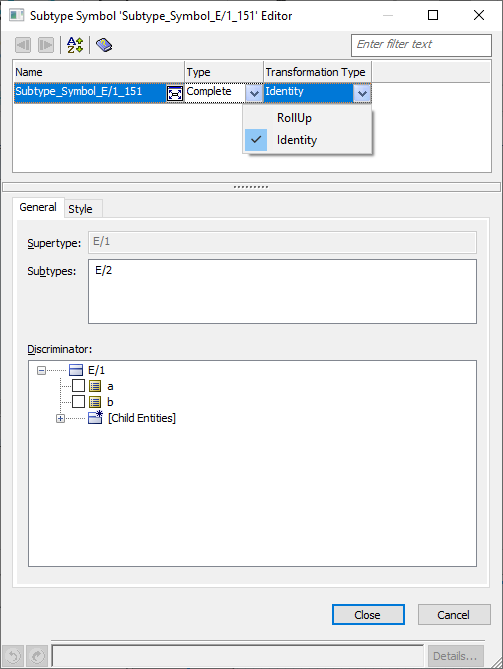 Subtype Symbol 'Subtype_Symbol_E/1_151' Editor
Enter filter text
Name Type Transformation Type
Subtype_Symbol_E/1_151 Complete Identity
RollUp
Identity
General Style
Supertype: E/1
Subtypes: E/2
Discriminator:
E/1
a
b
[Child Entities]
Close Cancel
Details...